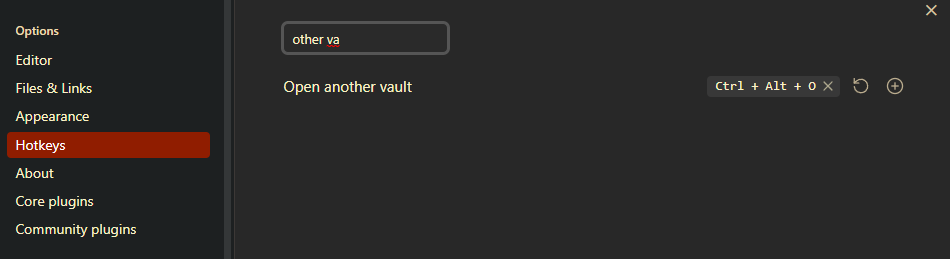 Options
Editor
Files & Links
Appearance
Hotkeys
About
Core plugins
Community plugins
other va
Open another vault
Ctrl + Alt + O